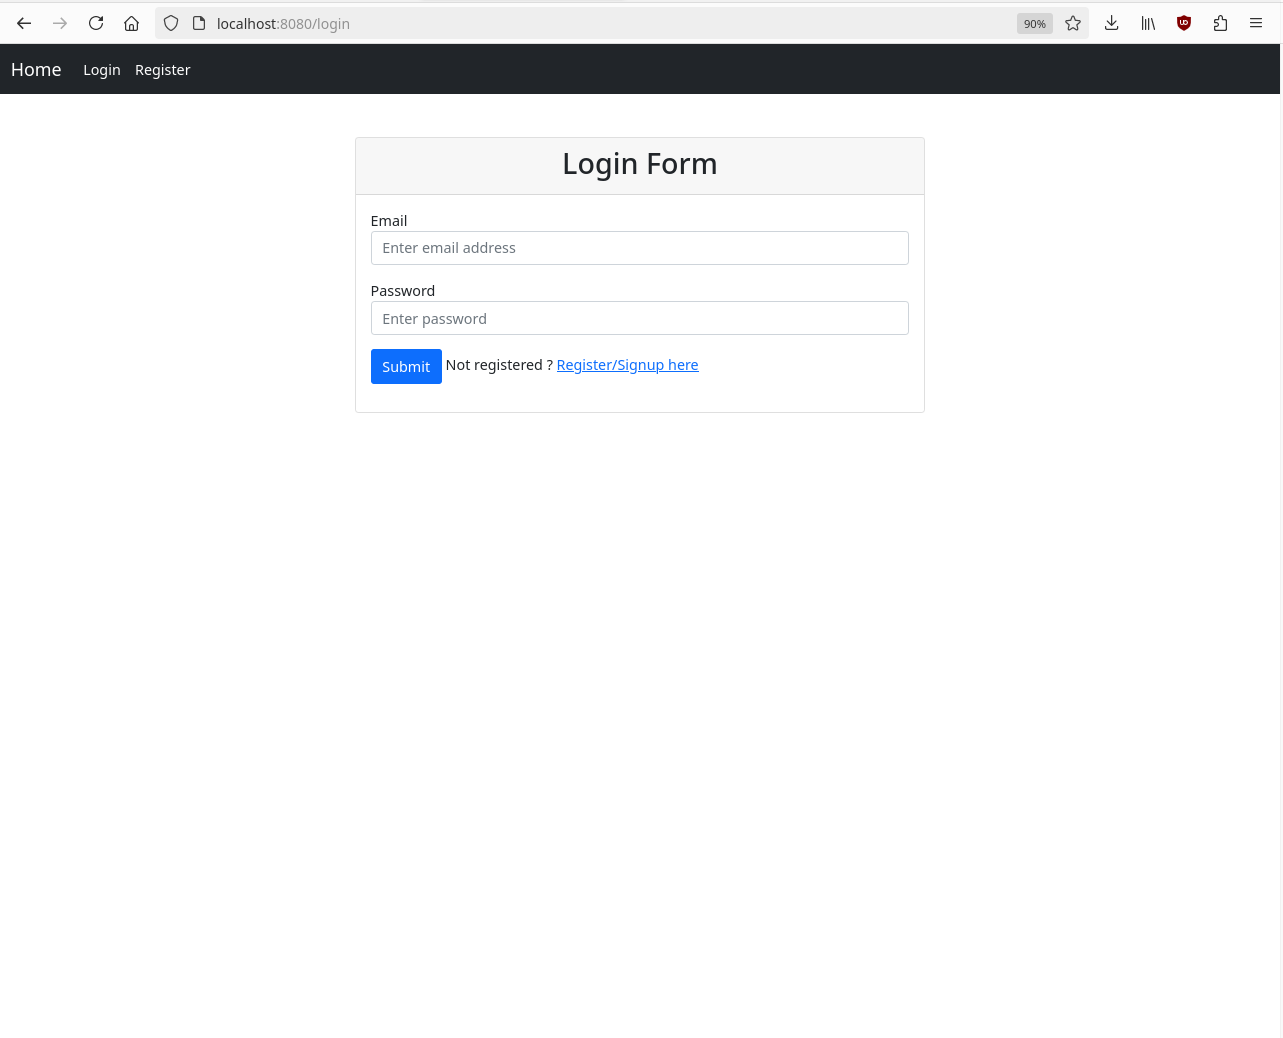 localhost:8080/login 90%
Home Login Register
Login Form
Email
Enter email address
Password
Enter password
Submit Not registered ? Register/Signup here